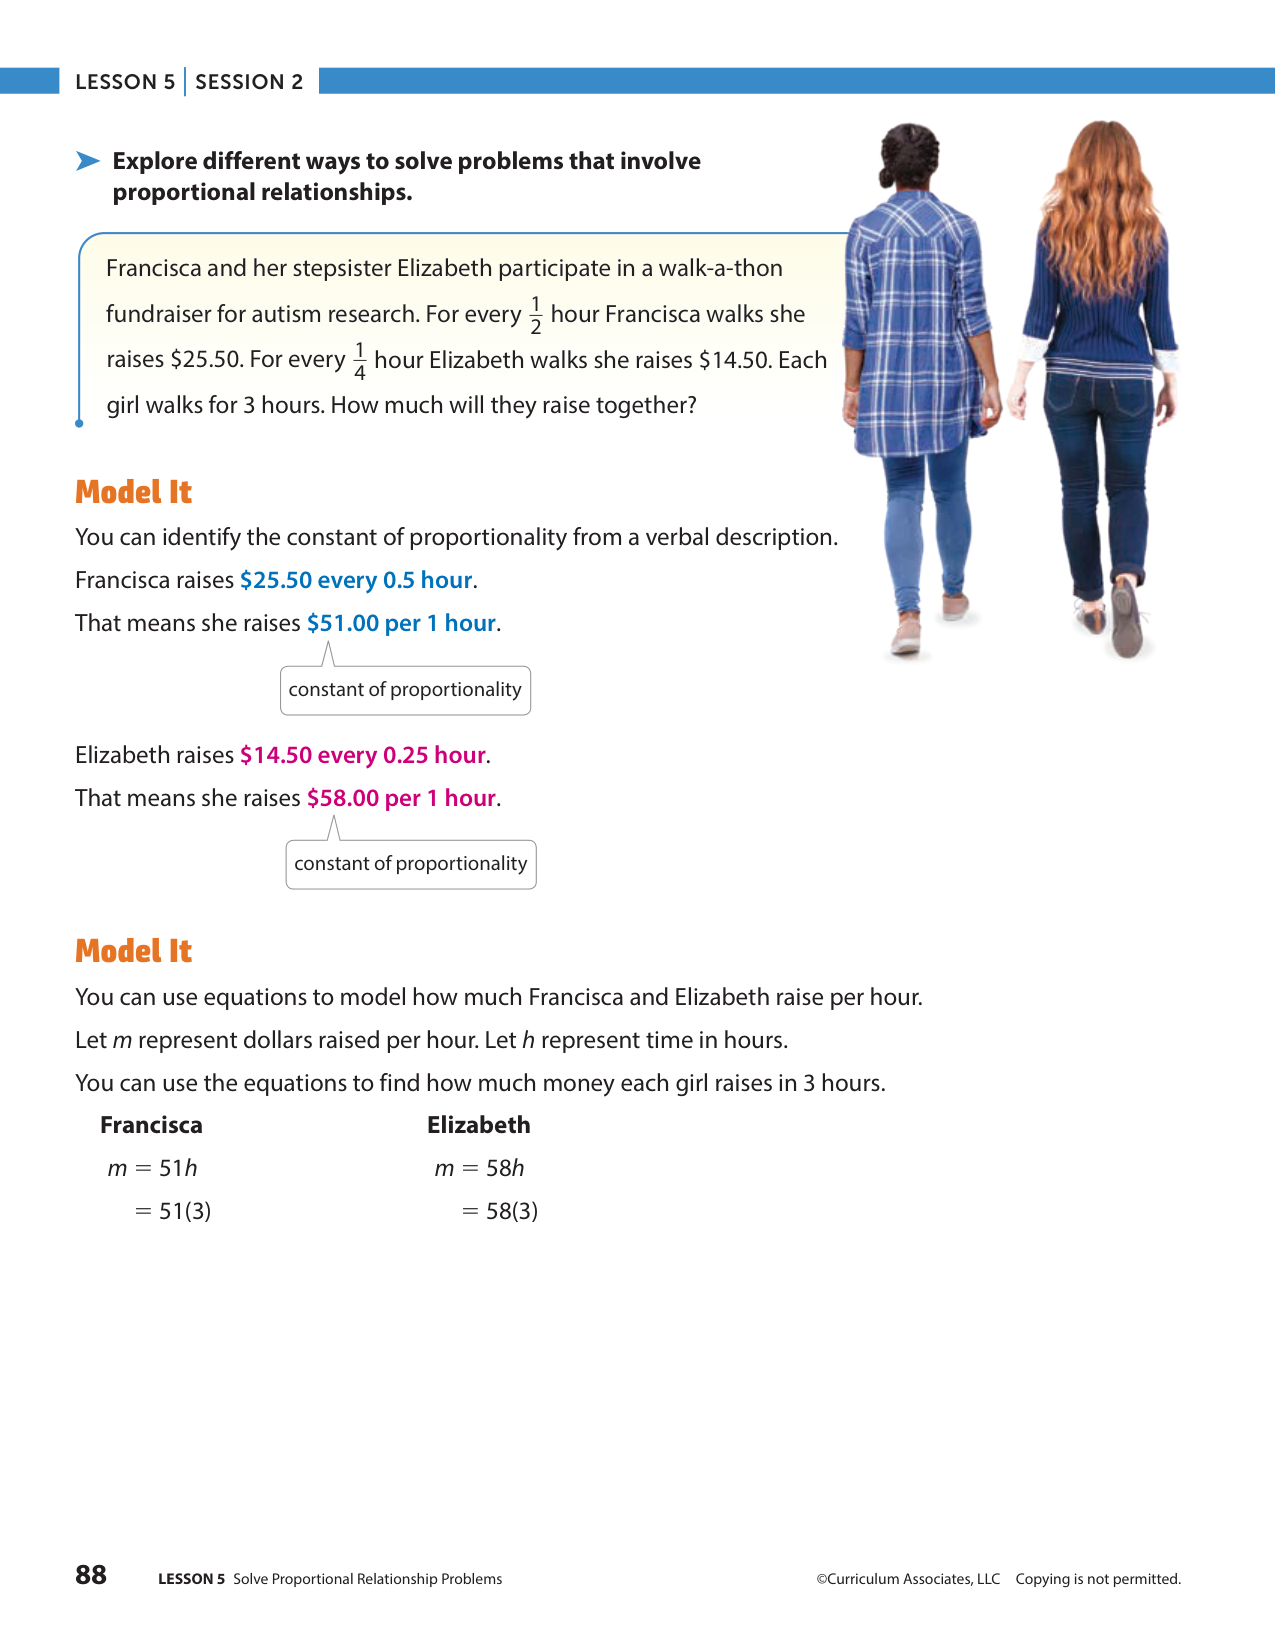 LESSON 5 | SESSION 2
Explore different ways to solve problems that involve
proportional relationships.
Francisca and her stepsister Elizabeth participate in a walk-a-thon
fundraiser for autism research. For every 1/2 hour Francisca walks she
raises $25.50. For every 1/4 hour Elizabeth walks she raises $14.50. Each
girl walks for 3 hours. How much will they raise together?
Model It
You can identify the constant of proportionality from a verbal description.
Francisca raises $25.50 every 0.5 hour.
That means she raises $51.00 per 1 hour.
constant of proportionality
Elizabeth raises $14.50 every 0.25 hour.
That means she raises $58.00 per 1 hour.
constant of proportionality
Model It
You can use equations to model how much Francisca and Elizabeth raise per hour.
Let m represent dollars raised per hour. Let h represent time in hours.
You can use the equations to find how much money each girl raises in 3 hours.
Francisca
m = 51h
= 51(3)
Elizabeth
m = 58h
= 58(3)
88 LESSON 5 Solve Proportional Relationship Problems
©Curriculum Associates, LLC Copying is not permitted.